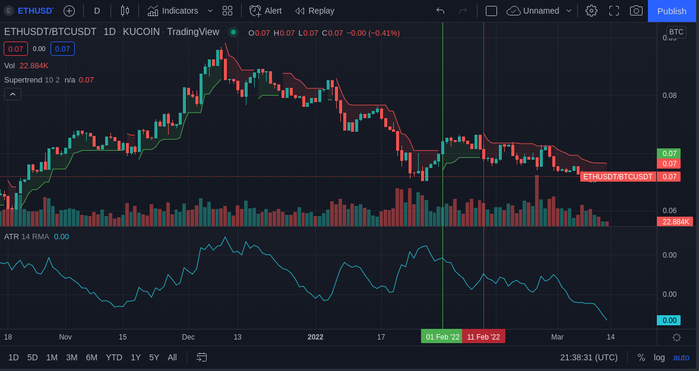 E ETHUSD D Indicators Alert Replay Unnamed Publish
ETHUSDT/BTCUSDT · 1D · KUCOIN · TradingView O0.07 H0.07 L0.07 C0.07 −0.00 (−0.41%) BTC
0.07 0.00 0.07
Vol 22.884K
Supertrend 10 2 n/a 0.07
0.08
0.07
0.07
ETHUSDT/BTCUSDT 0.07
0.06
22.884K
ATR 14 RMA 0.00
0.00
0.00
0.00
18 Nov 15 Dec 13 2022 17 01 Feb '22 11 Feb '22 Mar 14
1D 5D 1M 3M 6M YTD 1Y 5Y All 21:38:31 (UTC) % log auto